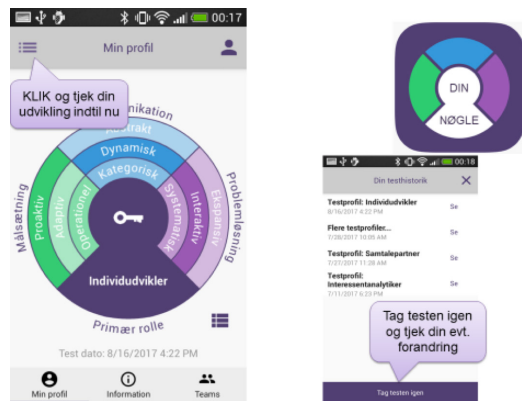 00:17
Min profil
KLIK og tjek din
udvikling indtil nu
Kommunikation
Abstrakt
Dynamisk
Kategorisk
Målsætning
Proaktiv
Adaptiv
Operationel
Systematisk
Interaktiv
Ekspansiv
Problemløsning
Individudvikler
Primær rolle
Test dato: 8/16/2017 4:22 PM
Min profil
Information
Teams
DIN
NØGLE
00:18
Din testhistorik
Testprofil: Individudvikler
8/16/2017 4:22 PM
Se
Flere testprofiler...
7/28/2017 10:05 AM
Se
Testprofil: Samtalepartner
7/27/2017 11:28 AM
Se
Testprofil:
Interessentanalytiker
7/11/2017 6:23 PM
Se
Tag testen igen
og tjek din evt.
forandring
Tag testen igen